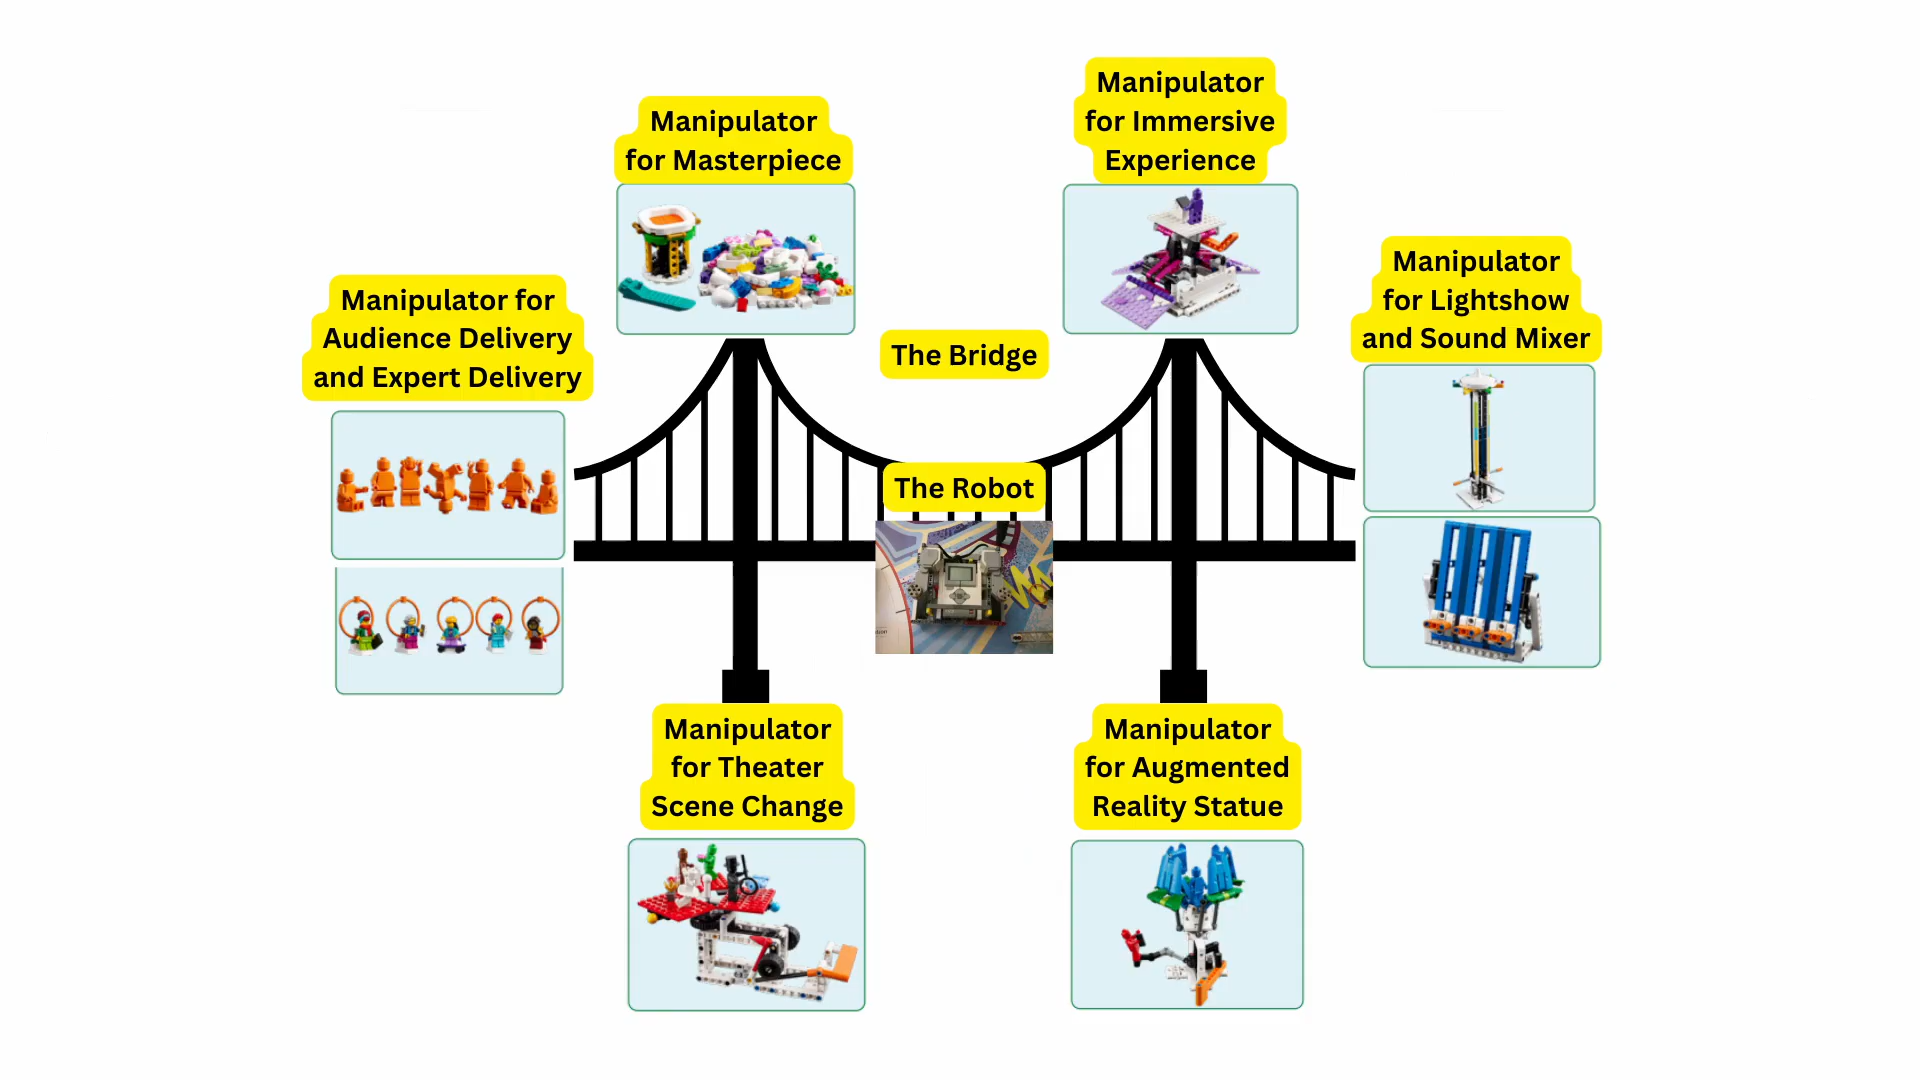 Manipulator
for Masterpiece
Manipulator
for Immersive
Experience
Manipulator for
Audience Delivery
and Expert Delivery
Manipulator
for Lightshow
and Sound Mixer
The Bridge
The Robot
Manipulator
for Theater
Scene Change
Manipulator
for Augmented
Reality Statue